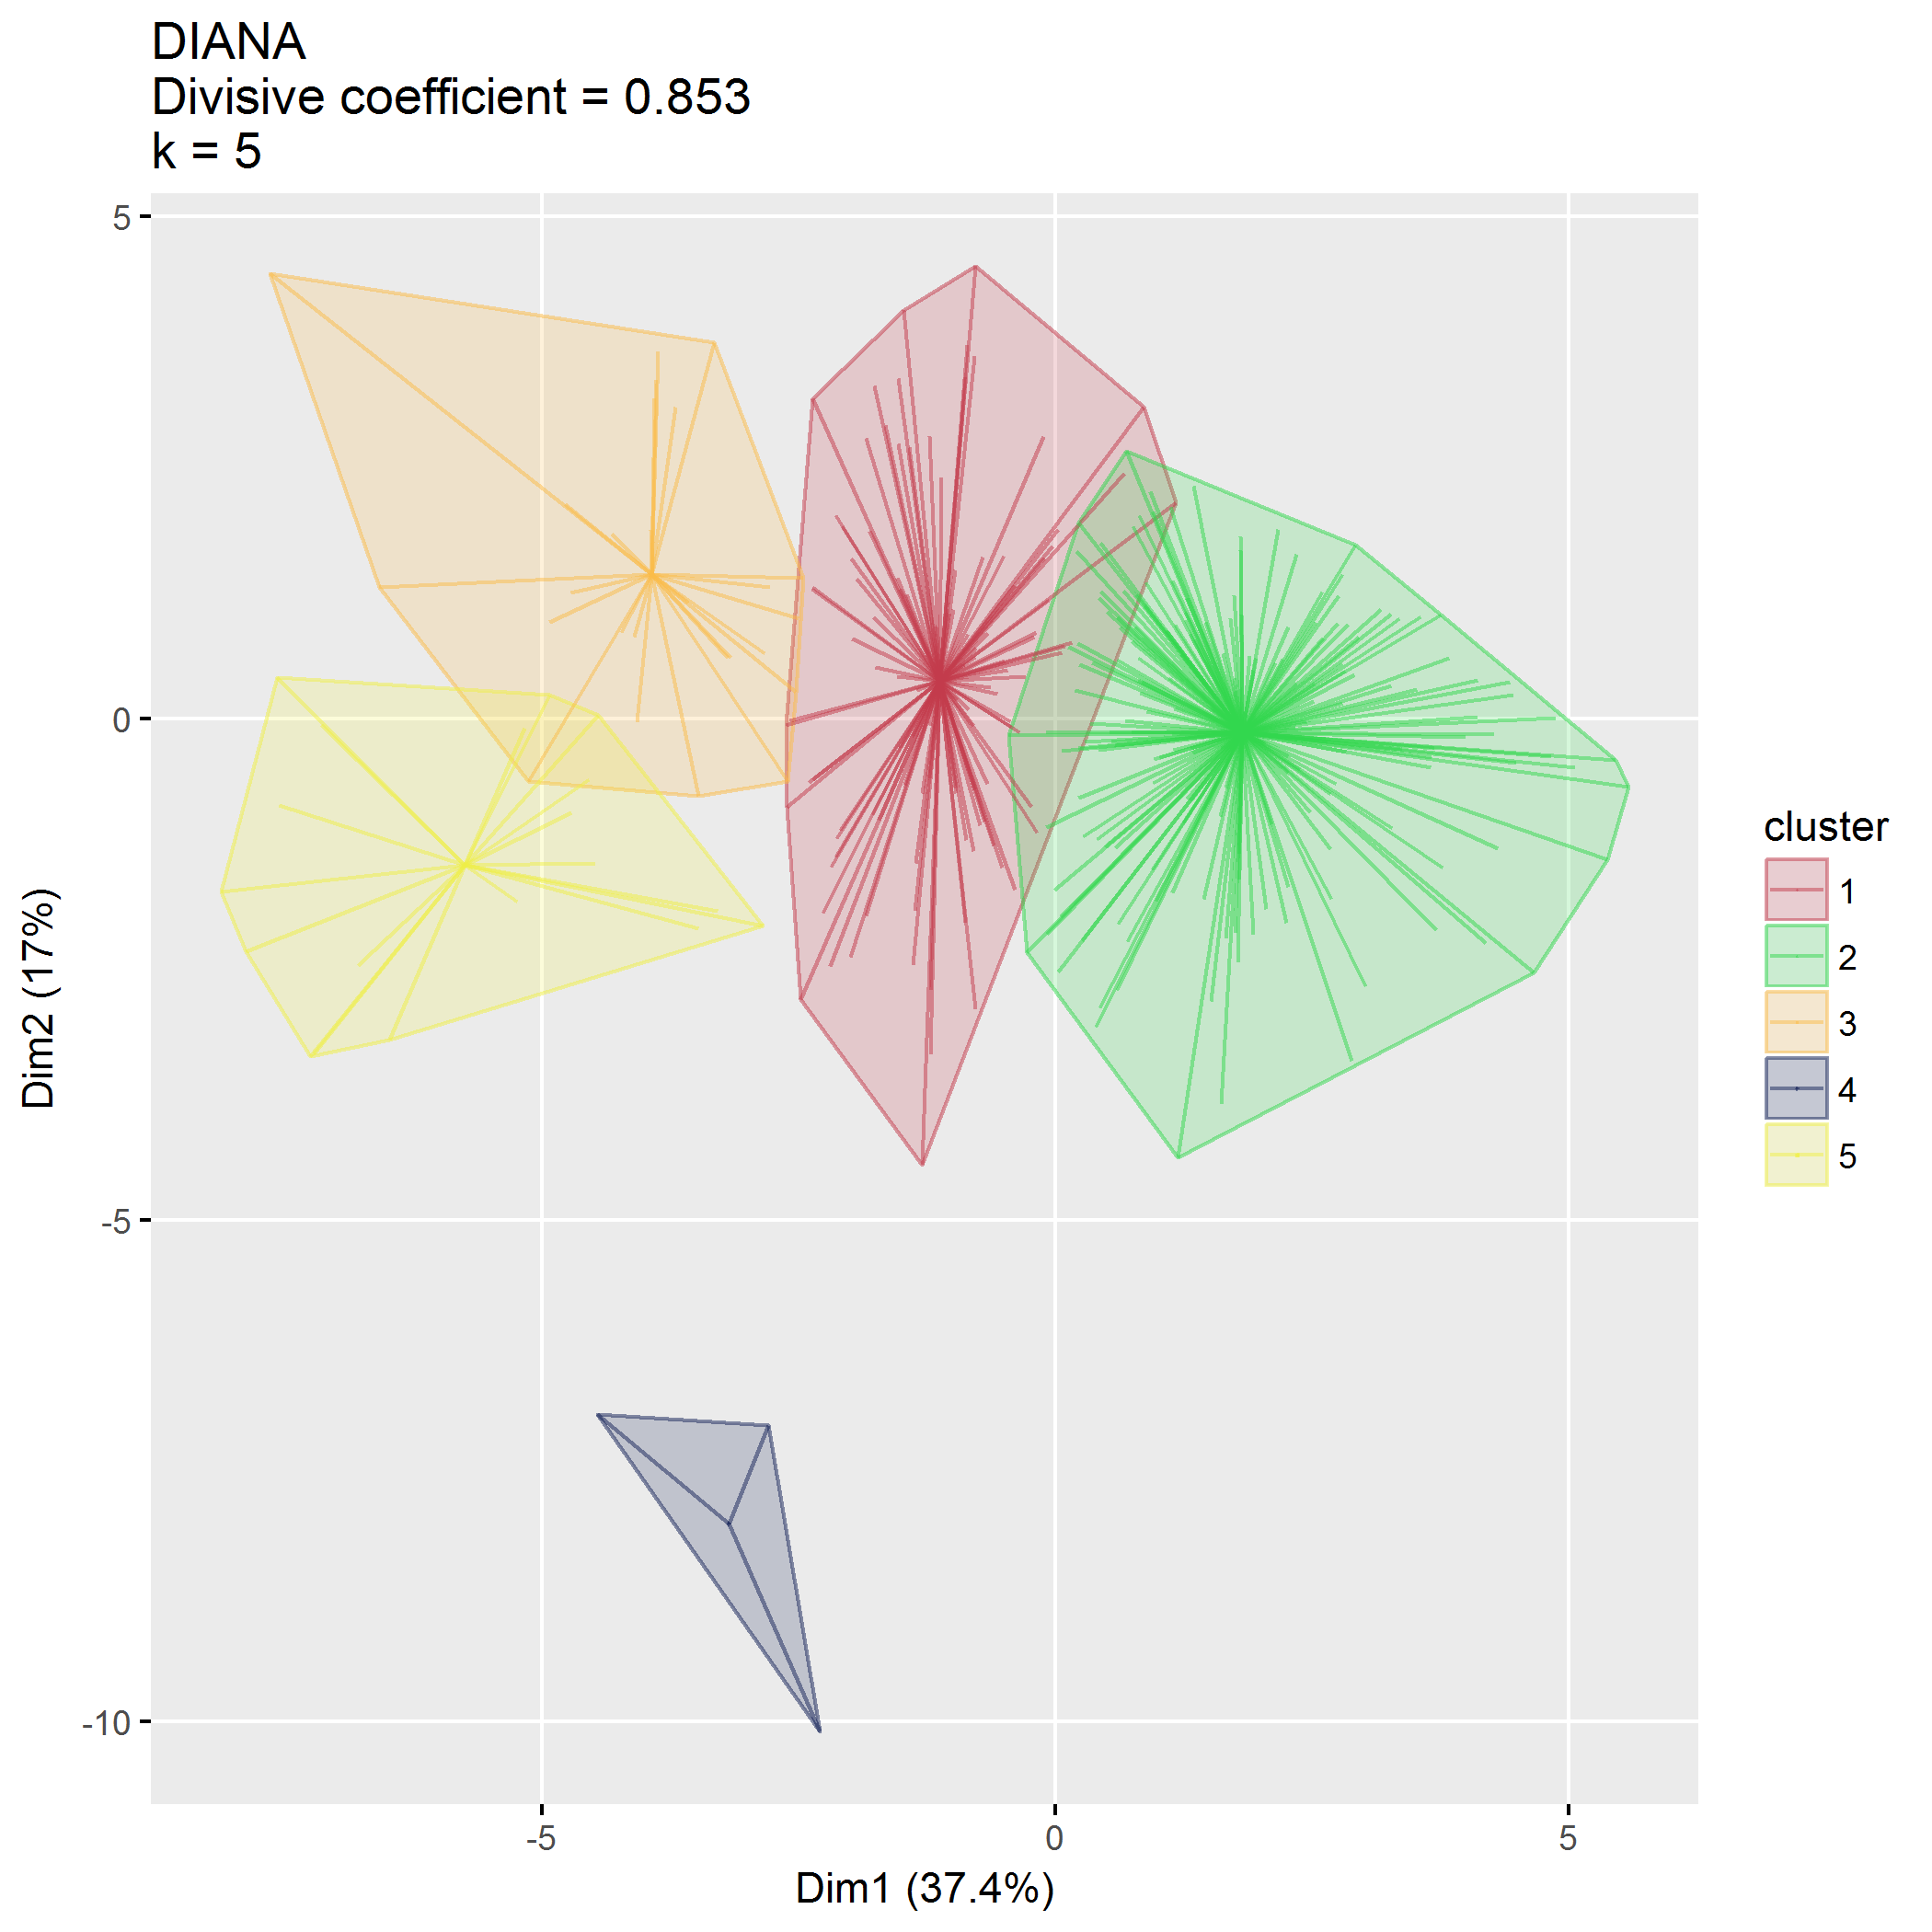 DIANA
Divisive coefficient = 0.853
k = 5
5
0
-5
-10
Dim2 (17%)
-5 0 5
Dim1 (37.4%)
cluster
1
2
3
4
5